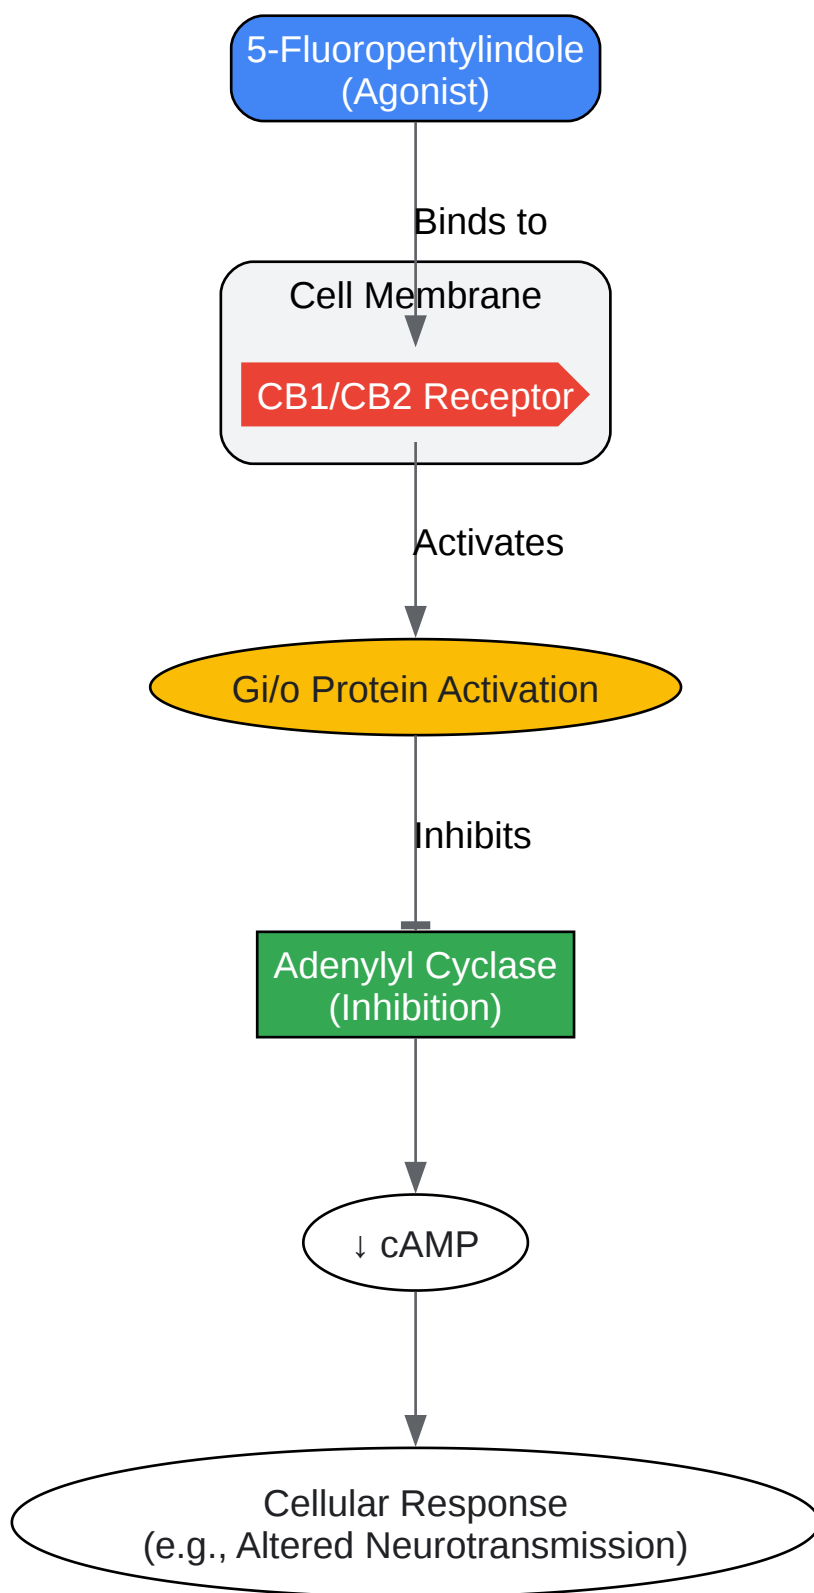 5-Fluoropentylindole
(Agonist)
Binds to
Cell Membrane
CB1/CB2 Receptor
Activates
Gi/o Protein Activation
Inhibits
Adenylyl Cyclase
(Inhibition)
↓ cAMP
Cellular Response
(e.g., Altered Neurotransmission)